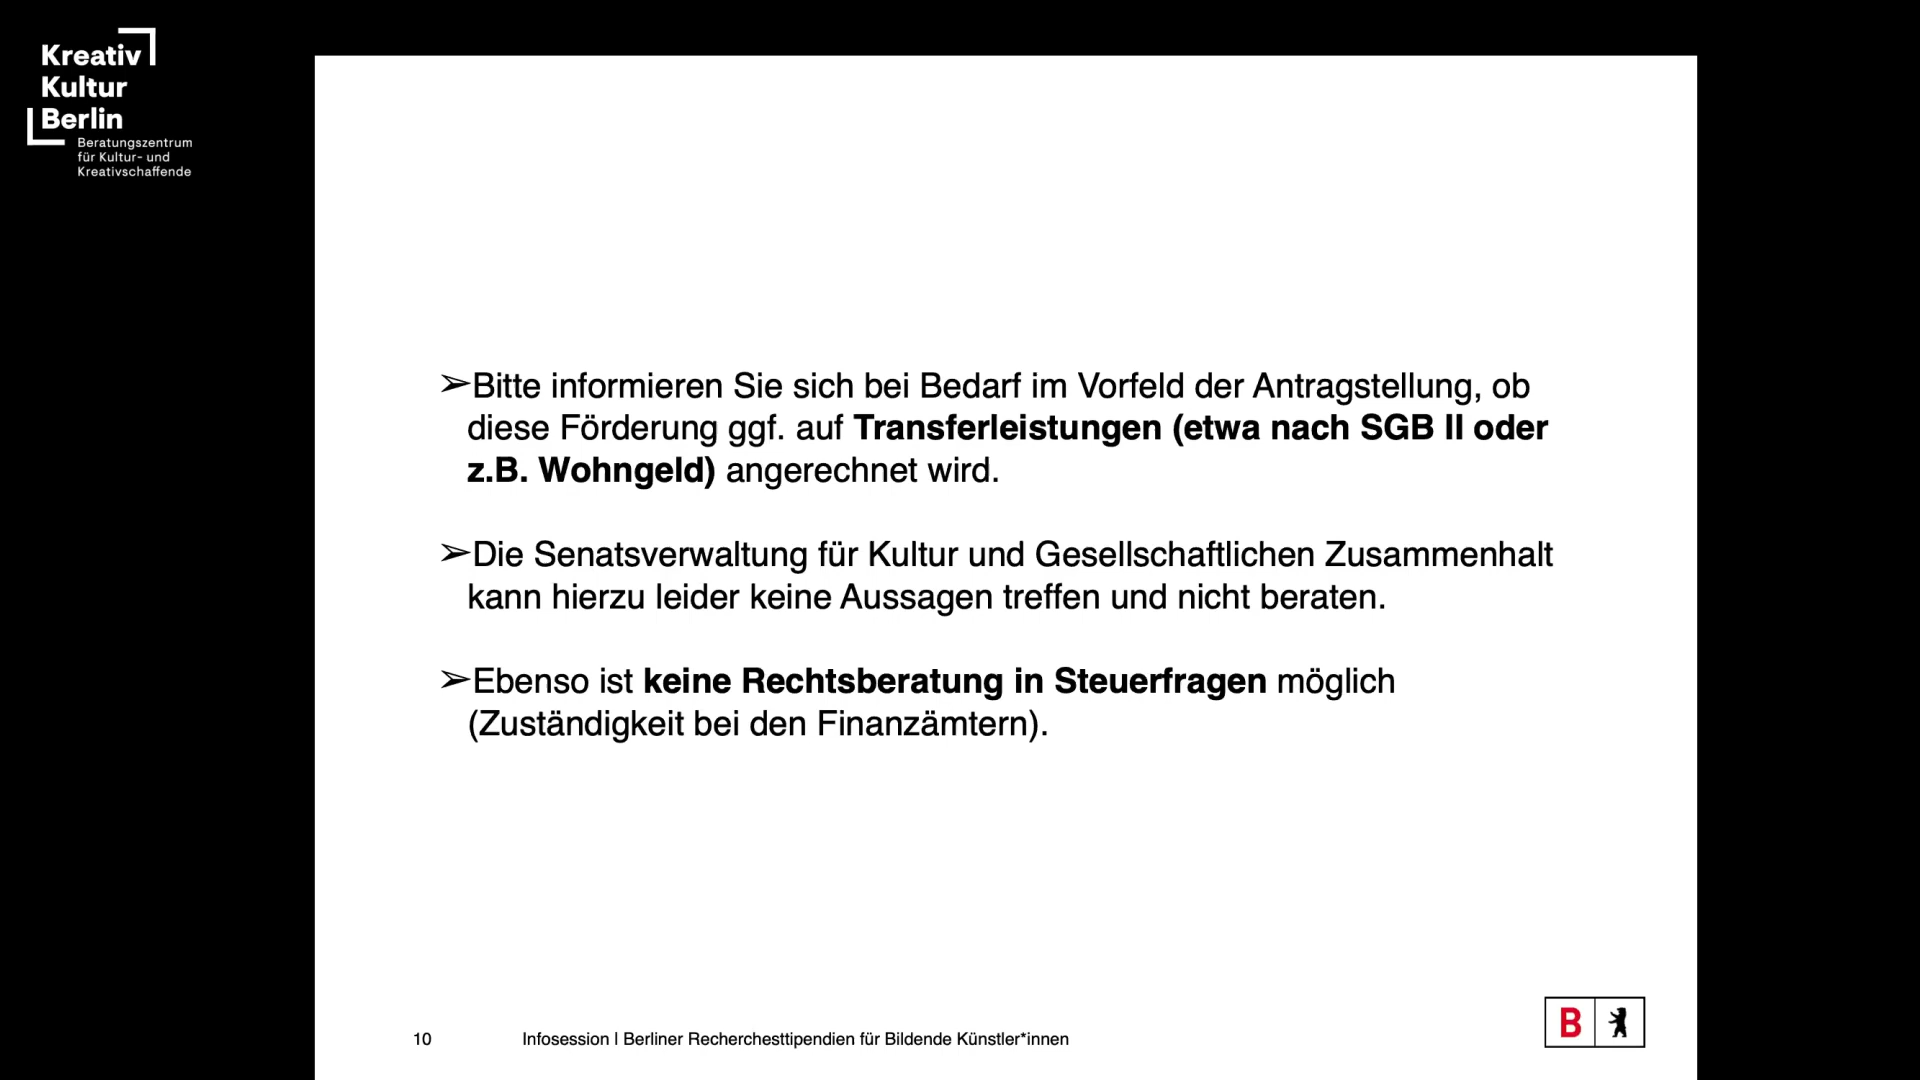 Kreativ
Kultur
Berlin
Beratungszentrum
für Kultur- und
Kreativschaffende
➢Bitte informieren Sie sich bei Bedarf im Vorfeld der Antragstellung, ob
diese Förderung ggf. auf Transferleistungen (etwa nach SGB II oder
z.B. Wohngeld) angerechnet wird.
➢Die Senatsverwaltung für Kultur und Gesellschaftlichen Zusammenhalt
kann hierzu leider keine Aussagen treffen und nicht beraten.
➢Ebenso ist keine Rechtsberatung in Steuerfragen möglich
(Zuständigkeit bei den Finanzämtern).
10 Infosession I Berliner Recherchesttipendien für Bildende Künstler*innen
B